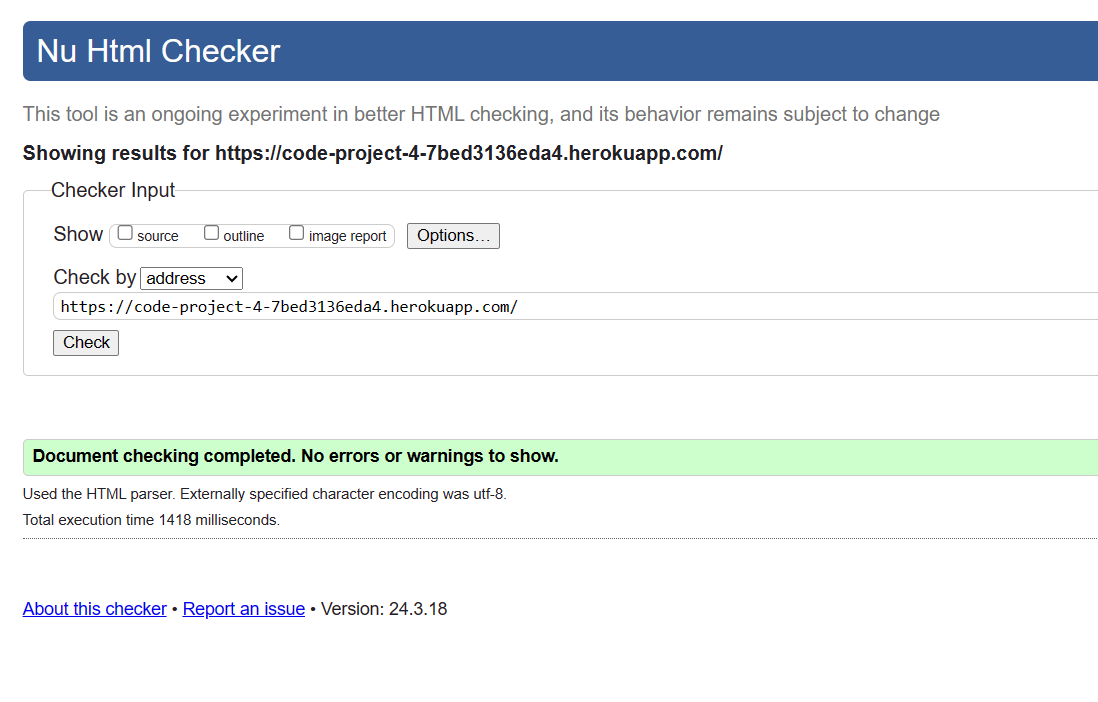 Nu Html Checker
This tool is an ongoing experiment in better HTML checking, and its behavior remains subject to change
Showing results for https://code-project-4-7bed3136eda4.herokuapp.com/
Checker Input
Show source outline image report Options…
Check by address
https://code-project-4-7bed3136eda4.herokuapp.com/
Check
Document checking completed. No errors or warnings to show.
Used the HTML parser. Externally specified character encoding was utf-8.
Total execution time 1418 milliseconds.
About this checker • Report an issue • Version: 24.3.18